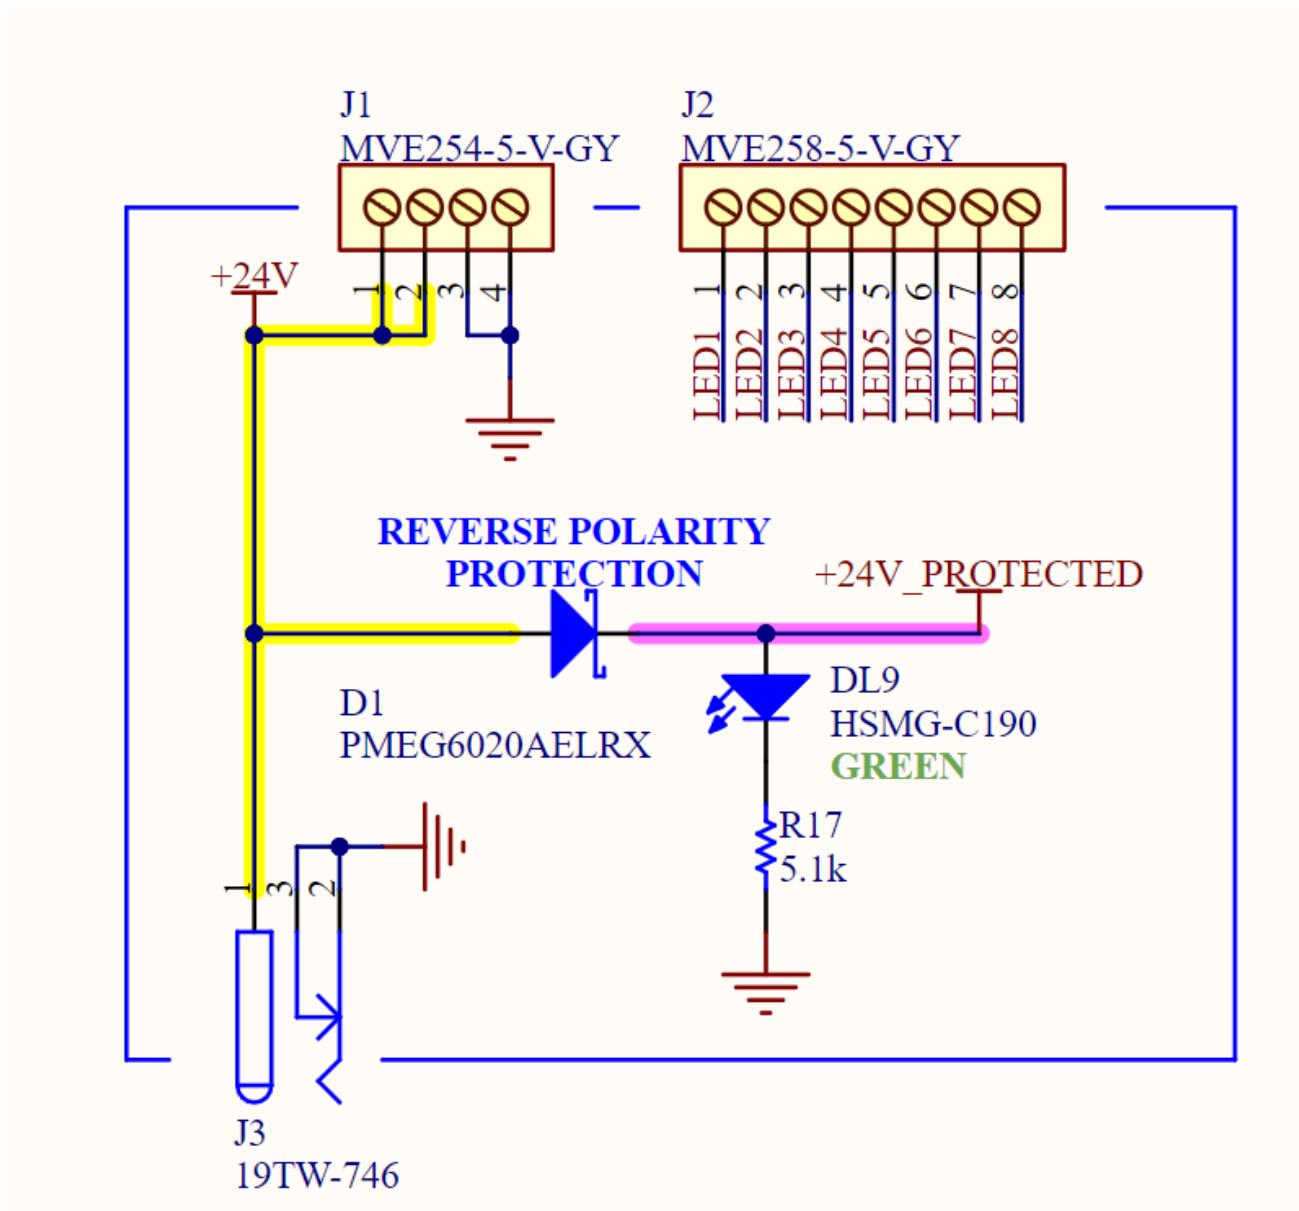 J1
MVE254-5-V-GY
J2
MVE258-5-V-GY
+24V
1 2 3 4
1 2 3 4 5 6 7 8
LED1 LED2 LED3 LED4 LED5 LED6 LED7 LED8
REVERSE POLARITY
PROTECTION
+24V_PROTECTED
D1
PMEG6020AELRX
DL9
HSMG-C190
GREEN
R17
5.1k
1 3 2
J3
19TW-746